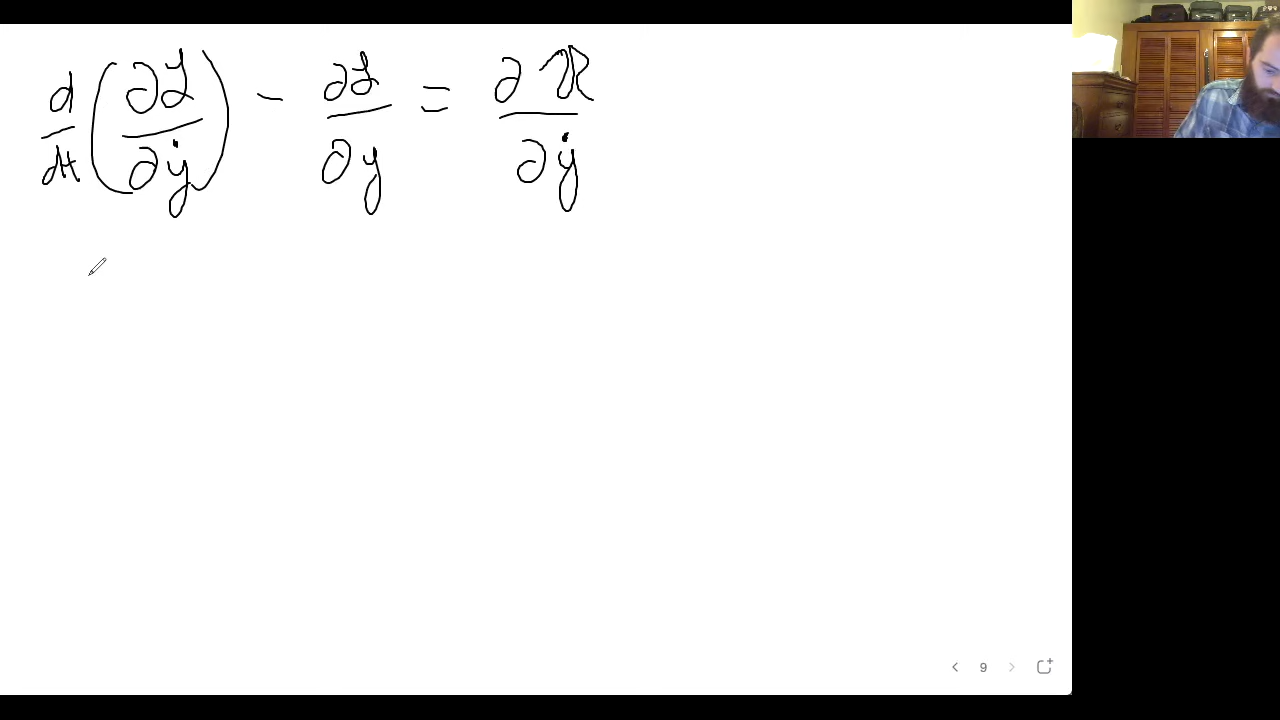 d/dt (∂ℒ/∂ẏ) - ∂ℒ/∂y = ∂ℛ/∂ẏ
9